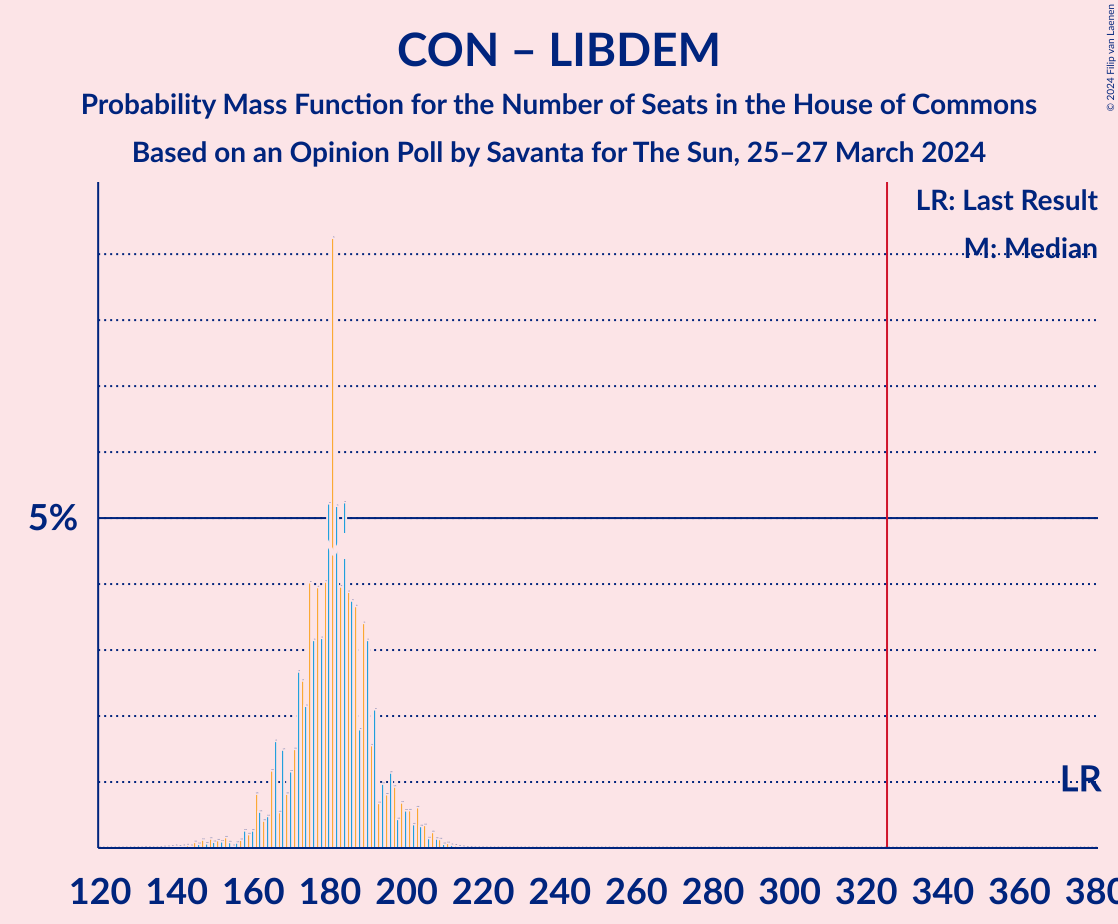 CON – LIBDEM
Probability Mass Function for the Number of Seats in the House of Commons
Based on an Opinion Poll by Savanta for The Sun, 25–27 March 2024
© 2024 Filip van Laenen
LR: Last Result
M: Median
5%
LR
120 140 160 180 200 220 240 260 280 300 320 340 360 380